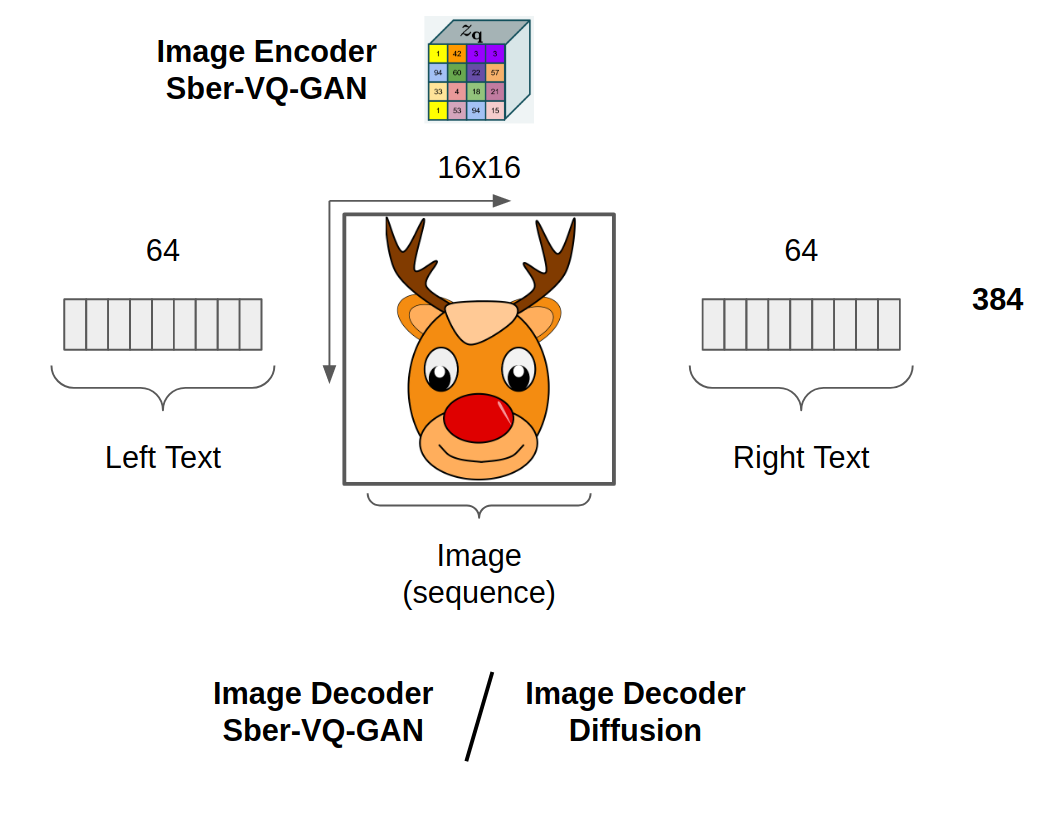 Image Encoder
Sber-VQ-GAN
zq
1 42 3 3
94 60 22 57
33 4 18 21
1 53 94 15
16x16
64
64
384
Left Text
Right Text
Image
(sequence)
Image Decoder
Sber-VQ-GAN
/
Image Decoder
Diffusion